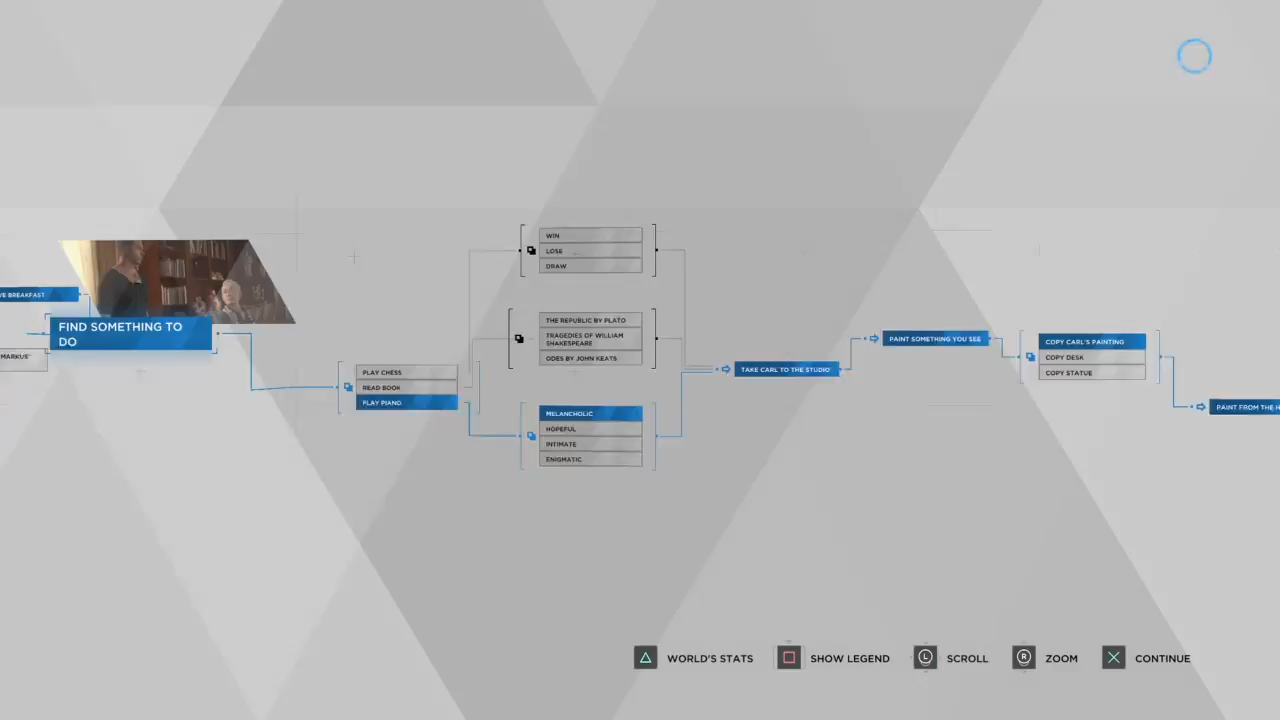 VE BREAKFAST
FIND SOMETHING TO
DO
MARKUS"
PLAY CHESS
READ BOOK
PLAY PIANO
WIN
LOSE
DRAW
THE REPUBLIC BY PLATO
TRAGEDIES OF WILLIAM
SHAKESPEARE
ODES BY JOHN KEATS
MELANCHOLIC
HOPEFUL
INTIMATE
ENIGMATIC
TAKE CARL TO THE STUDIO
PAINT SOMETHING YOU SEE
COPY CARL'S PAINTING
COPY DESK
COPY STATUE
PAINT FROM THE H
WORLD'S STATS
SHOW LEGEND
L
SCROLL
R
ZOOM
CONTINUE